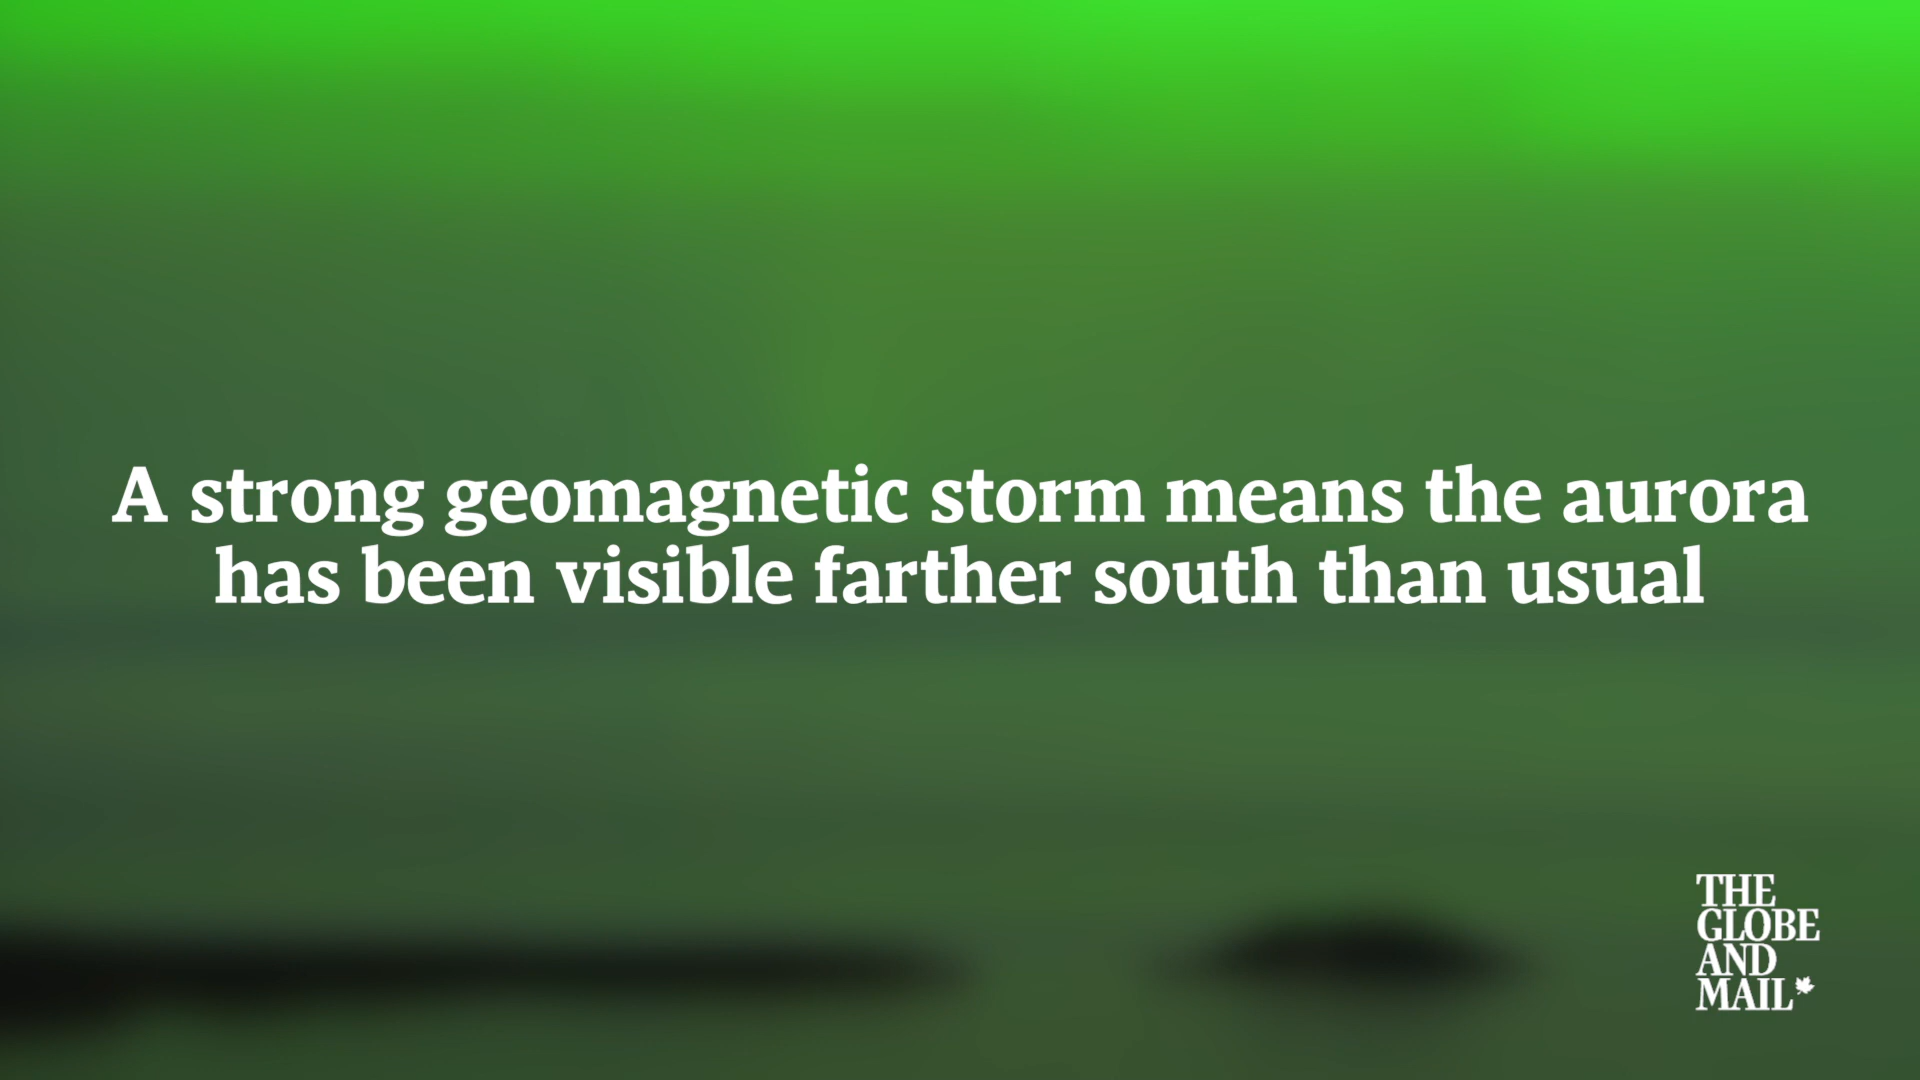 A strong geomagnetic storm means the aurora
has been visible farther south than usual
THE
GLOBE
AND
MAIL